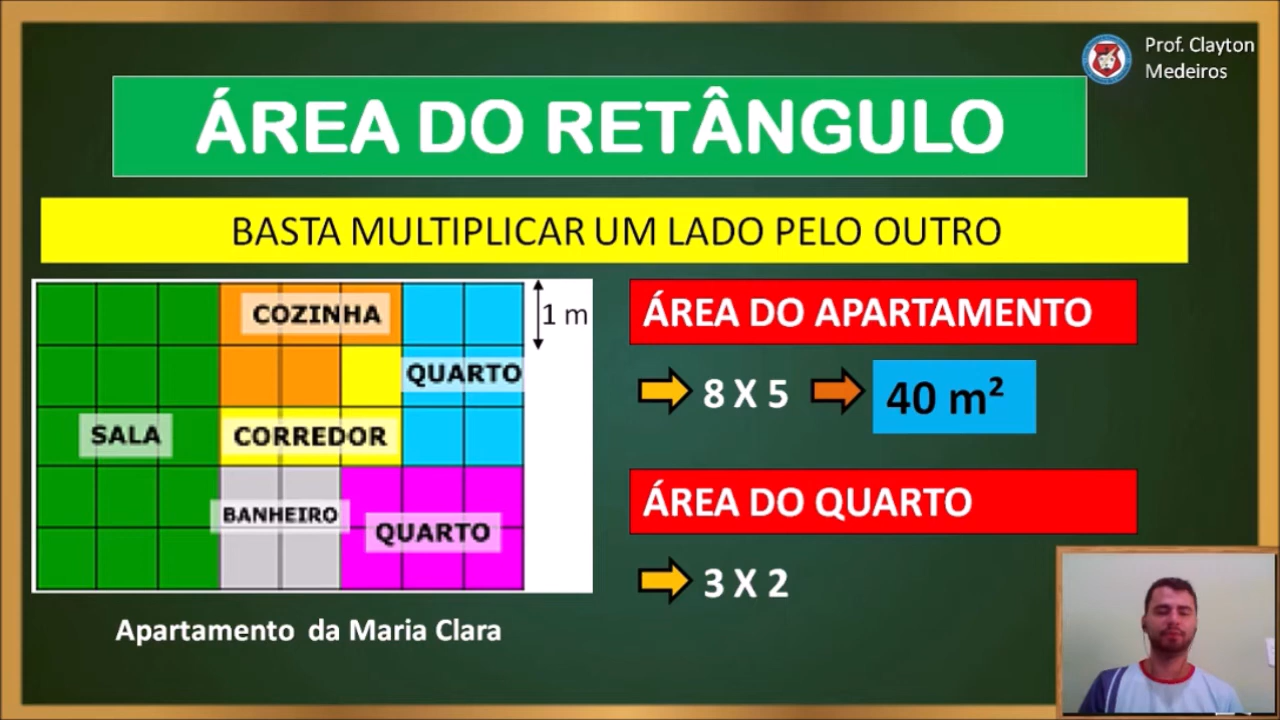 Prof. Clayton
Medeiros
ÁREA DO RETÂNGULO
BASTA MULTIPLICAR UM LADO PELO OUTRO
COZINHA
1 m
QUARTO
SALA
CORREDOR
BANHEIRO
QUARTO
Apartamento da Maria Clara
ÁREA DO APARTAMENTO
8 X 5
40 m²
ÁREA DO QUARTO
3 X 2